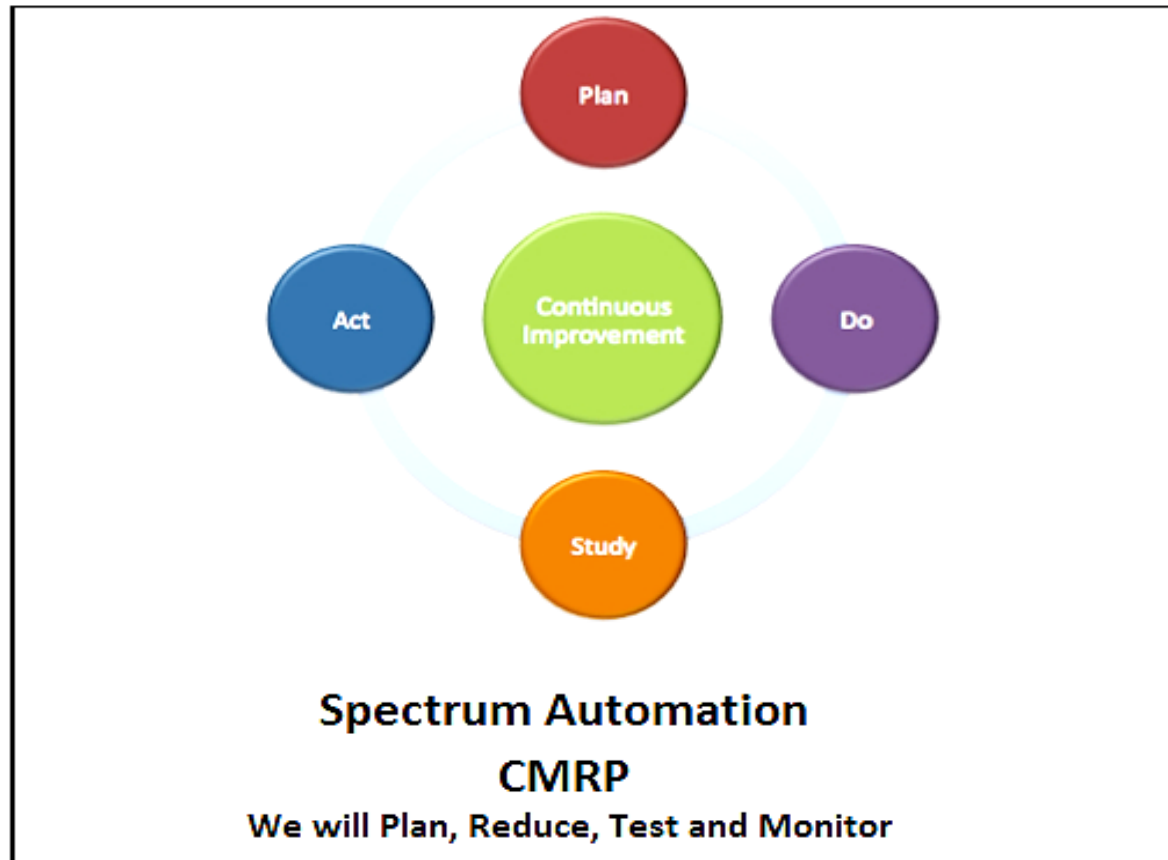 Plan
Act
Continuous
Improvement
Do
Study
Spectrum Automation
CMRP
We will Plan, Reduce, Test and Monitor